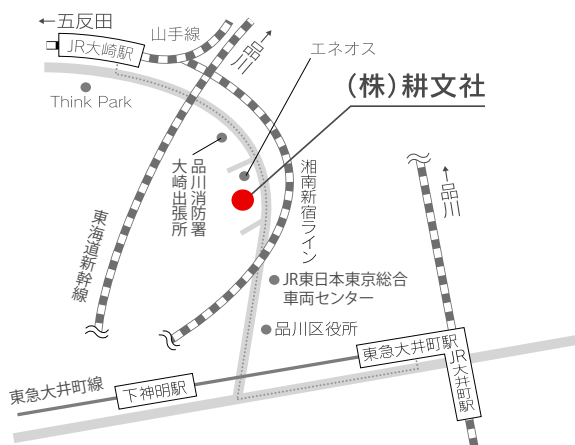 ←五反田
山手線
JR大崎駅
品川→
エネオス
(株)耕文社
Think Park
品川消防署
大崎出張所
湘南新宿ライン
←品川
東海道新幹線
JR東日本東京総合
車両センター
品川区役所
東急大井町駅
JR大井町駅
東急大井町線
下神明駅